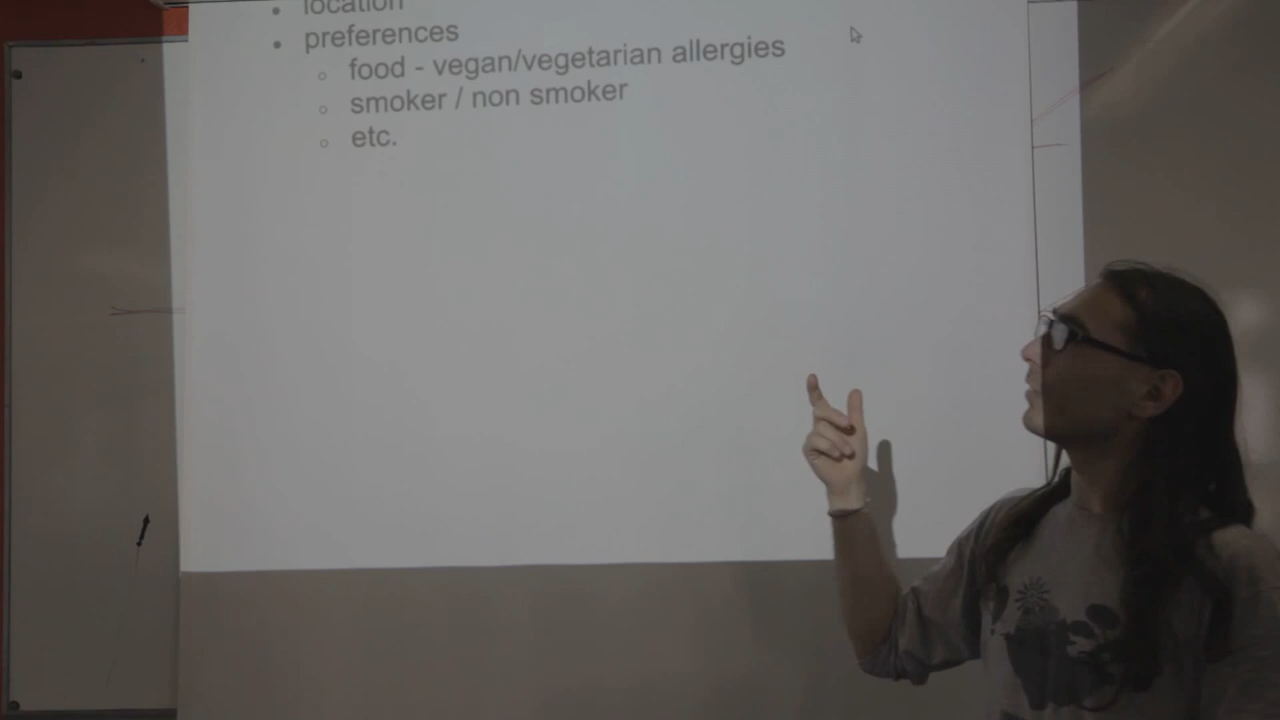 location
preferences
food - vegan/vegetarian allergies
smoker / non smoker
etc.